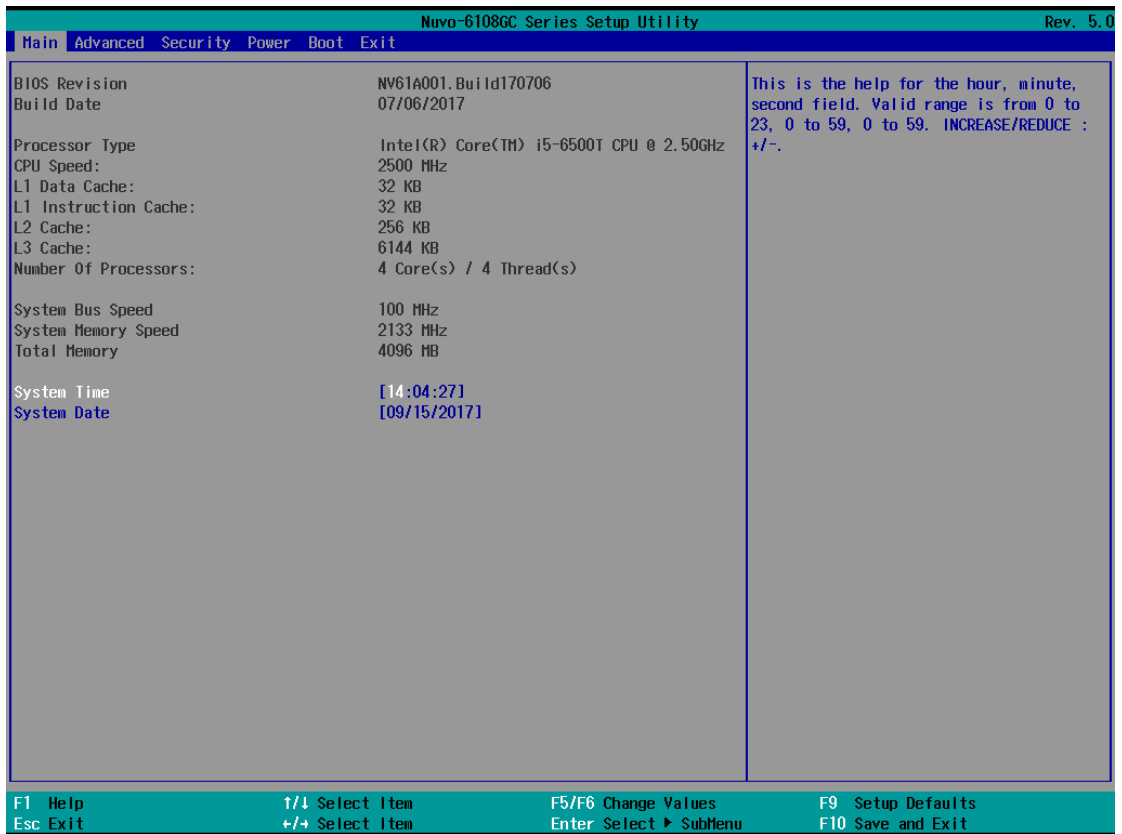 Nuvo-6108GC Series Setup Utility Rev. 5.0
Main Advanced Security Power Boot Exit
BIOS Revision NV61A001.Build170706
Build Date 07/06/2017
Processor Type Intel(R) Core(TM) i5-6500T CPU @ 2.50GHz
CPU Speed: 2500 MHz
L1 Data Cache: 32 KB
L1 Instruction Cache: 32 KB
L2 Cache: 256 KB
L3 Cache: 6144 KB
Number Of Processors: 4 Core(s) / 4 Thread(s)
System Bus Speed 100 MHz
System Memory Speed 2133 MHz
Total Memory 4096 MB
System Time [14:04:27]
System Date [09/15/2017]
This is the help for the hour, minute,
second field. Valid range is from 0 to
23, 0 to 59, 0 to 59. INCREASE/REDUCE :
+/-.
F1 Help ↑/↓ Select Item F5/F6 Change Values F9 Setup Defaults
Esc Exit ←/→ Select Item Enter Select ▶ SubMenu F10 Save and Exit